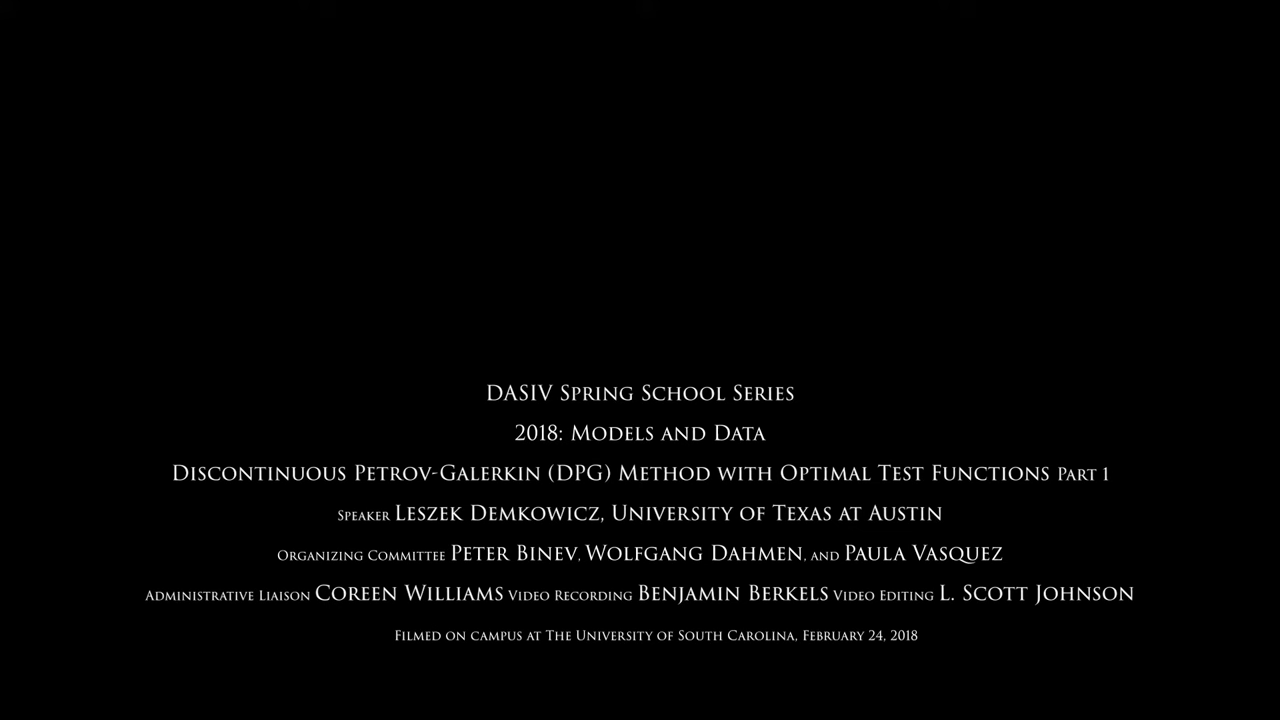 DASIV Spring School Series
2018: Models and Data
Discontinuous Petrov-Galerkin (DPG) Method with Optimal Test Functions Part 1
Speaker Leszek Demkowicz, University of Texas at Austin
Organizing Committee Peter Binev, Wolfgang Dahmen, and Paula Vasquez
Administrative Liaison Coreen Williams Video Recording Benjamin Berkels Video Editing L. Scott Johnson
Filmed on campus at The University of South Carolina, February 24, 2018